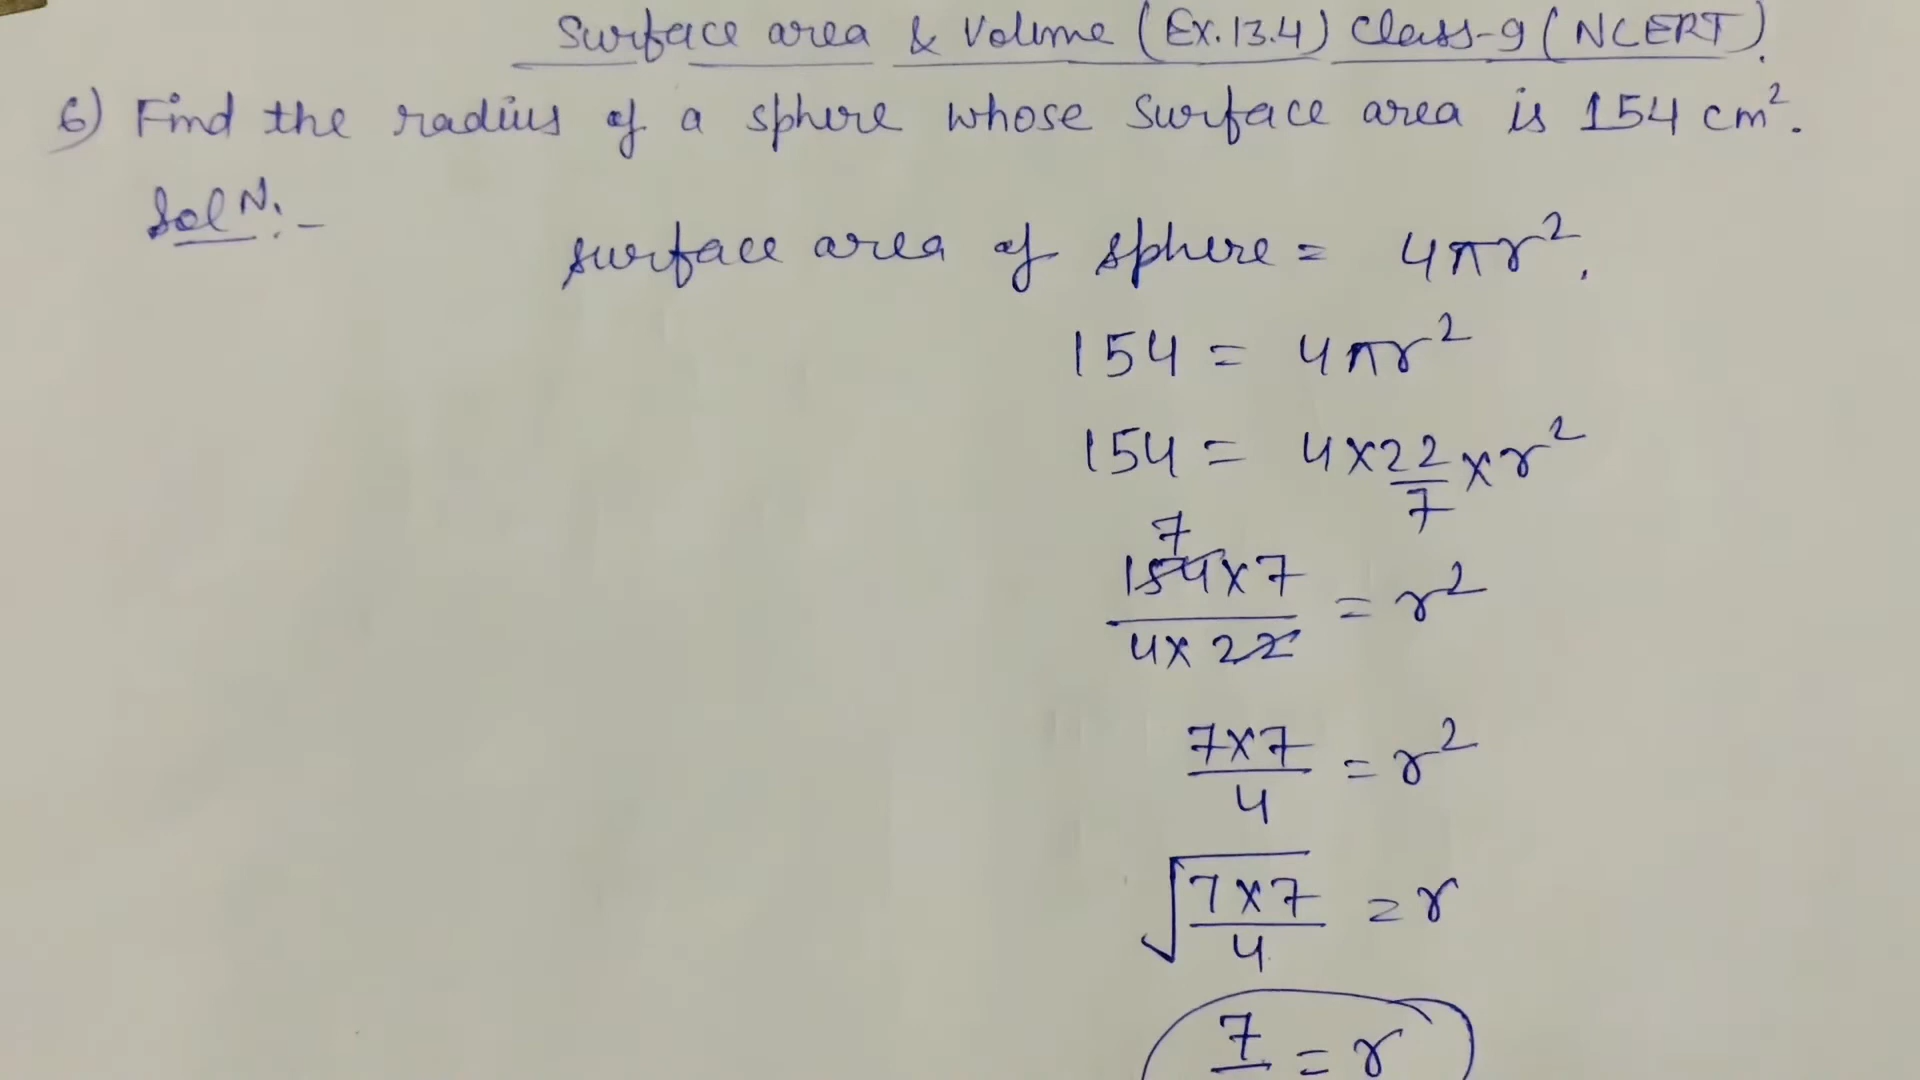 Surface area & Volume (Ex.13.4) Class-9 (NCERT).
6) Find the radius of a sphere whose surface area is 154 cm².
Sol N:-
surface area of sphere = 4πr².
154 = 4πr²
154 = 4×22/7×r²
7
154×7/4×22 = r²
7×7/4 = r²
√7×7/4 = r
7 = r